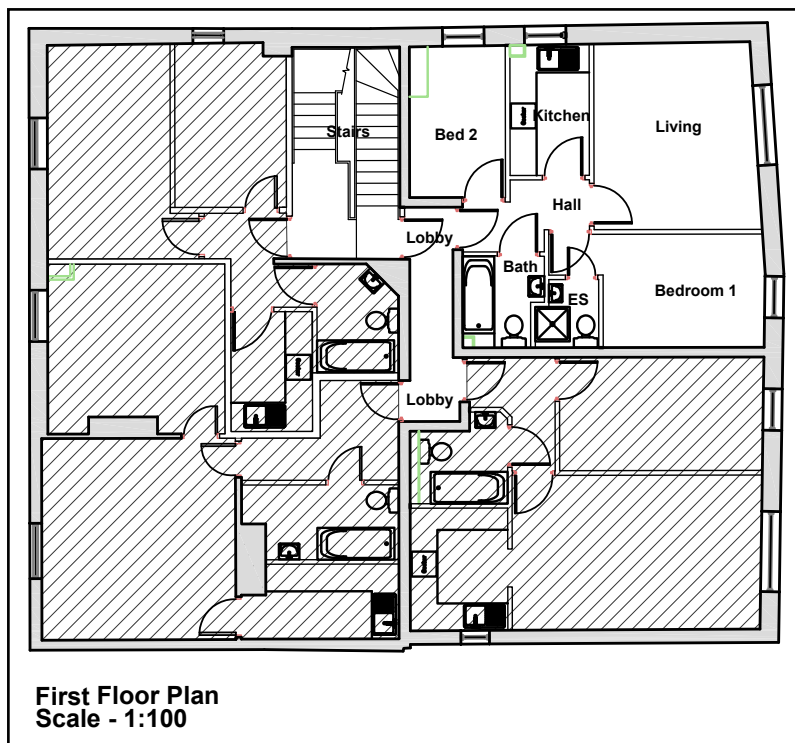 Stairs
Bed 2
Kitchen
Living
Lobby
Hall
Bath
ES
Bedroom 1
Lobby
First Floor Plan
Scale - 1:100